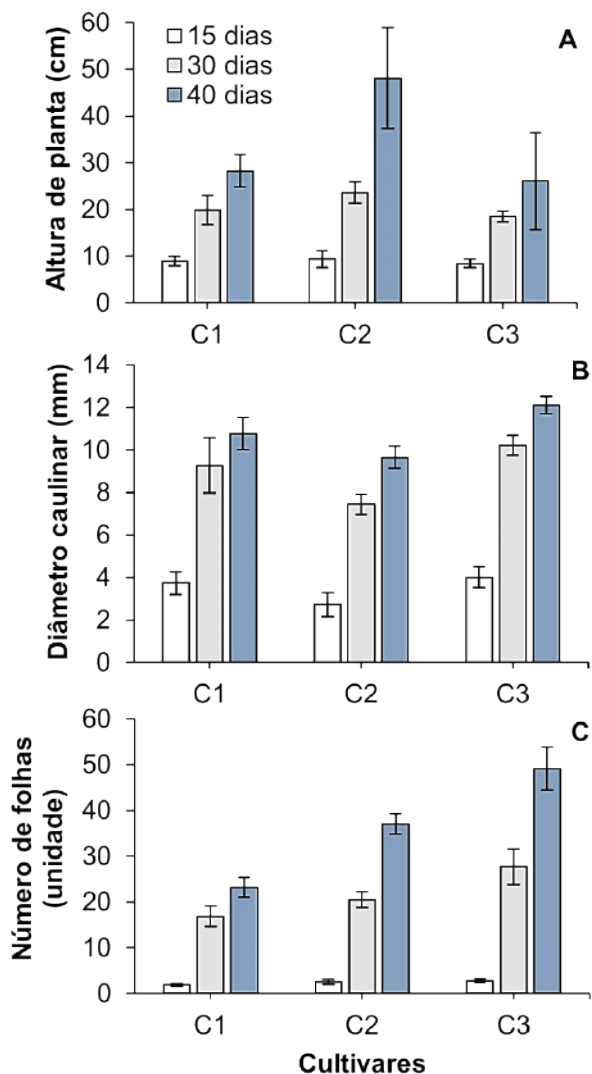 A
15 dias
30 dias
40 dias
Altura de planta (cm)
60
50
40
30
20
10
0
C1 C2 C3
B
Diâmetro caulinar (mm)
14
12
10
8
6
4
2
0
C1 C2 C3
C
Número de folhas
(unidade)
60
50
40
30
20
10
0
C1 C2 C3
Cultivares